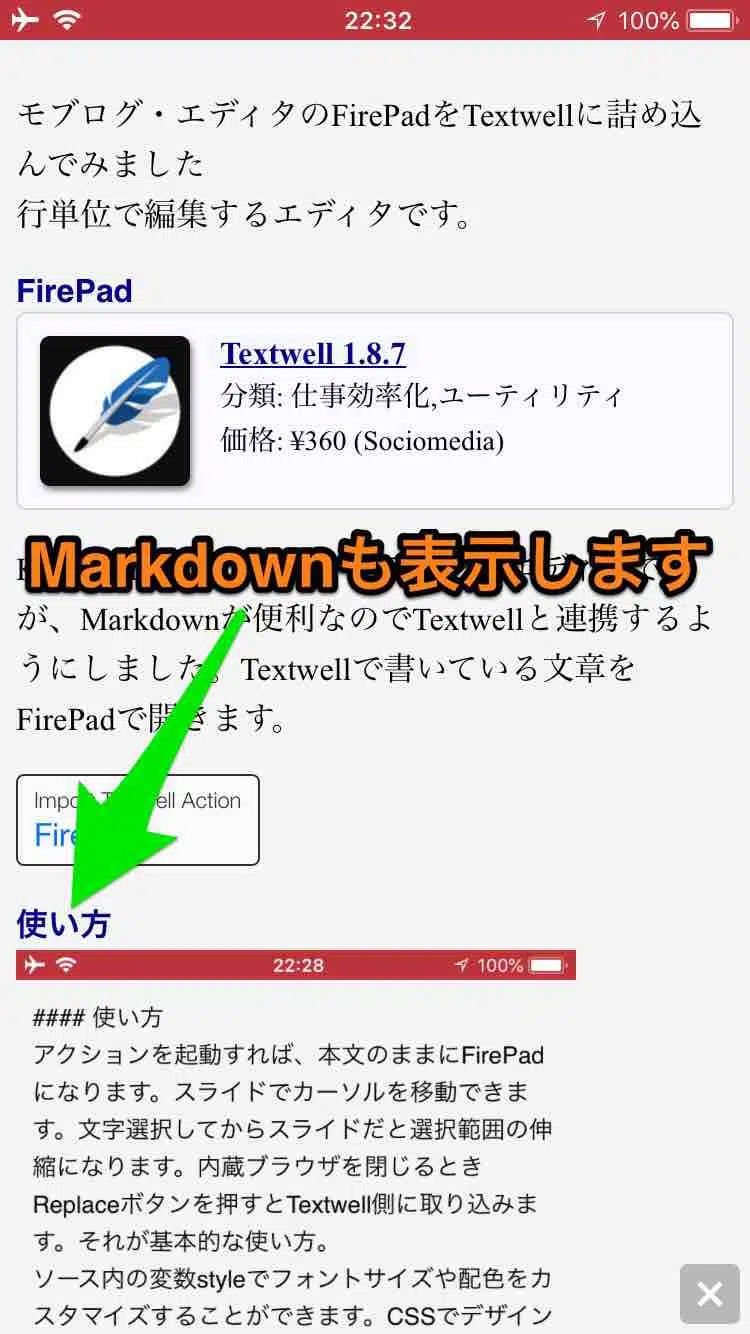 22:32
100%
モブログ・エディタのFirePadをTextwellに詰め込
んでみました
行単位で編集するエディタです。
FirePad
Textwell 1.8.7
分類: 仕事効率化,ユーティリティ
価格: ¥360 (Sociomedia)
Markdownも表示します
が、Markdownが便利なのでTextwellと連携するよ
うにしました。Textwellで書いている文章を
FirePadで開きます。
Import Textwell Action
Fire
使い方
22:28
100%
#### 使い方
アクションを起動すれば、本文のままにFirePad
になります。スライドでカーソルを移動できま
す。文字選択してからスライドだと選択範囲の伸
縮になります。内蔵ブラウザを閉じるとき
Replaceボタンを押すとTextwell側に取り込みま
す。それが基本的な使い方。
ソース内の変数styleでフォントサイズや配色をカ
スタマイズすることができます。CSSでデザイン